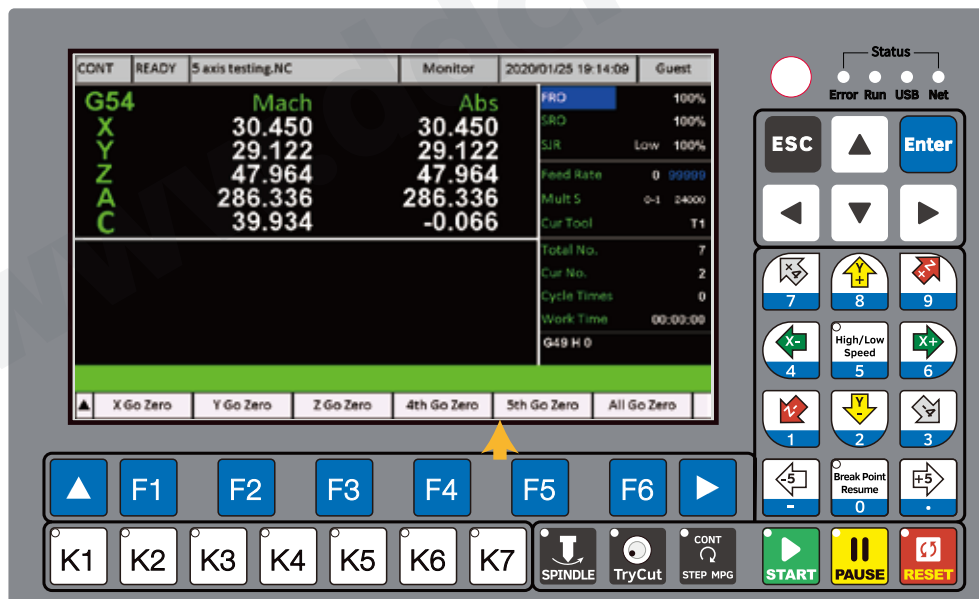 CONT READY 5 axis testing.NC Monitor 2020/01/25 19:14:09 Guest
G54 Mach Abs
X 30.450 30.450
Y 29.122 29.122
Z 47.964 47.964
A 286.336 286.336
C 39.934 -0.066
FRO 100%
SRO 100%
SJR Low 100%
Feed Rate 0 99999
Mult S 0-1 24000
Cur Tool T1
Total No. 7
Cur No. 2
Cycle Times 0
Work Time 00:00:00
G49 H 0
▲ X Go Zero Y Go Zero Z Go Zero 4th Go Zero 5th Go Zero All Go Zero
F1 F2 F3 F4 F5 F6
K1 K2 K3 K4 K5 K6 K7
SPINDLE
TryCut
CONT
STEP MPG
Status
Error Run USB Net
ESC Enter
7
Y
+
8
Z
+
9
X-
4
High/Low
Speed
5
X+
6
Z-
1
Y
-
2
3
-5
-
Break Point
Resume
0
+5
.
START PAUSE RESET